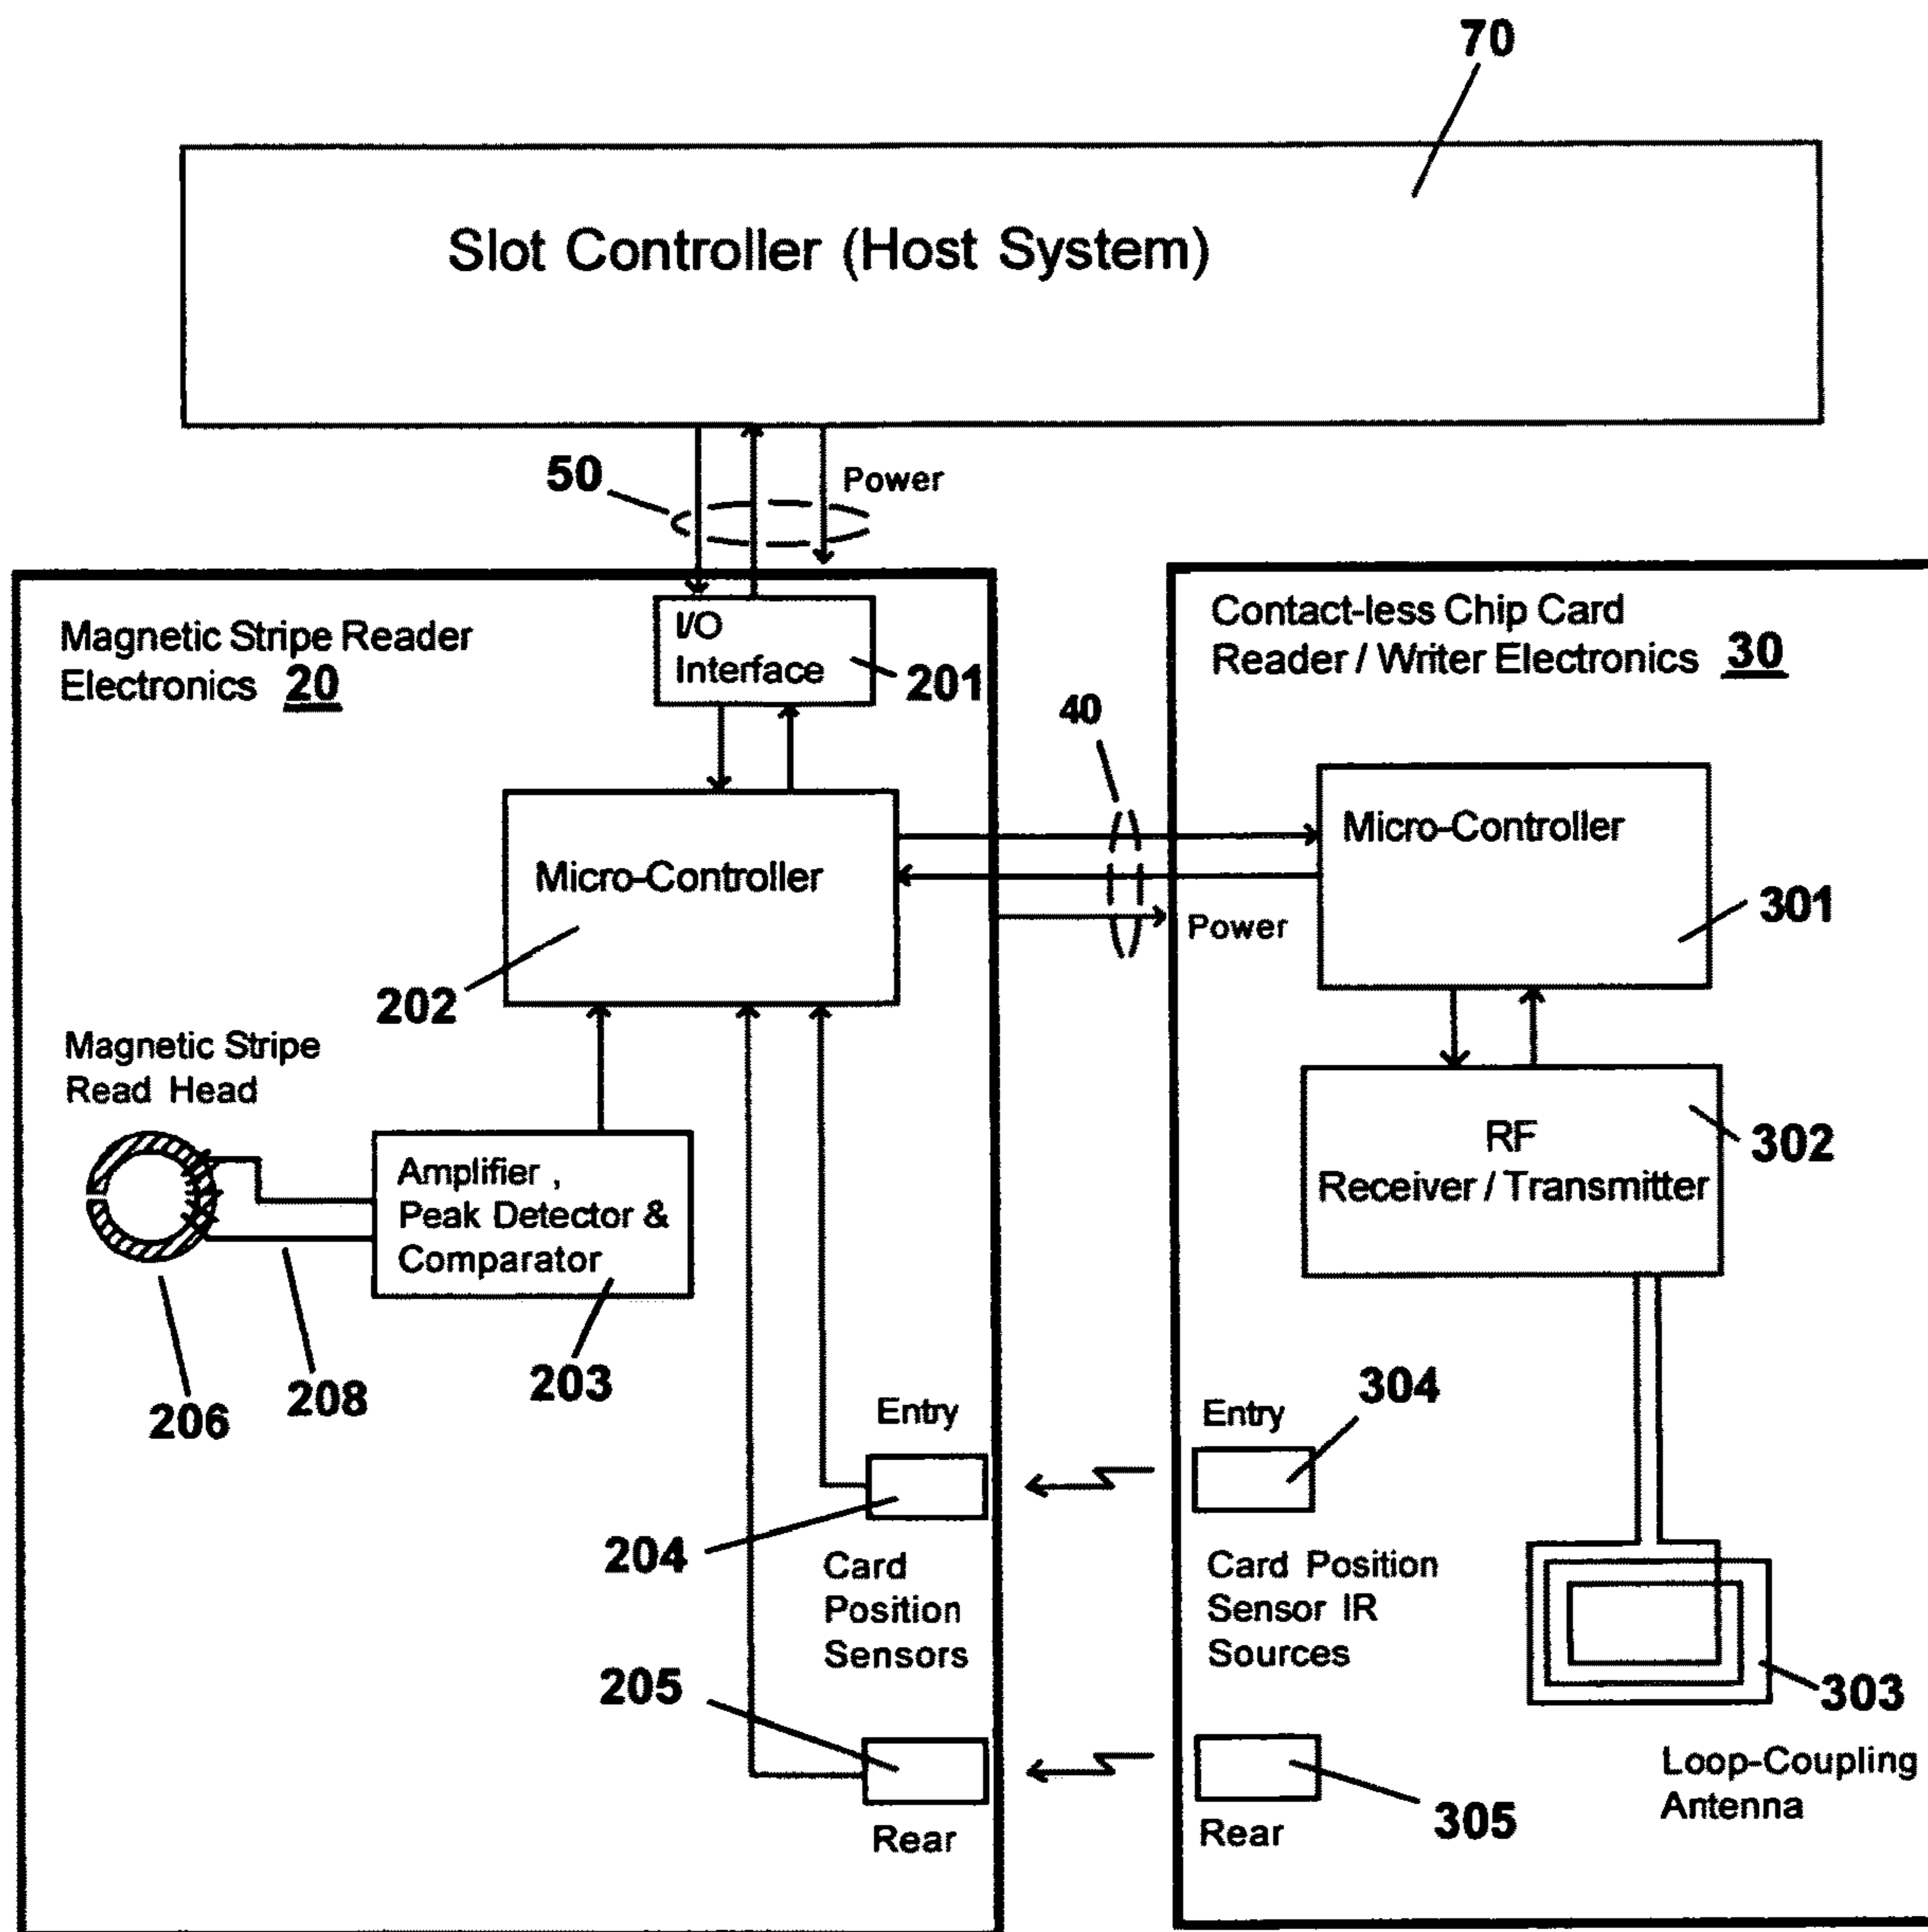 70
Slot Controller (Host System)
50
Power
Magnetic Stripe Reader
Electronics 20
I/O
Interface
201
Contact-less Chip Card
Reader / Writer Electronics 30
40
Micro-Controller
202
Micro-Controller
301
Power
Magnetic Stripe
Read Head
Amplifier ,
Peak Detector &
Comparator
203
206
208
RF
Receiver / Transmitter
302
Entry
204
Card
Position
Sensors
205
Rear
Entry
304
Card Position
Sensor IR
Sources
305
Rear
303
Loop-Coupling
Antenna